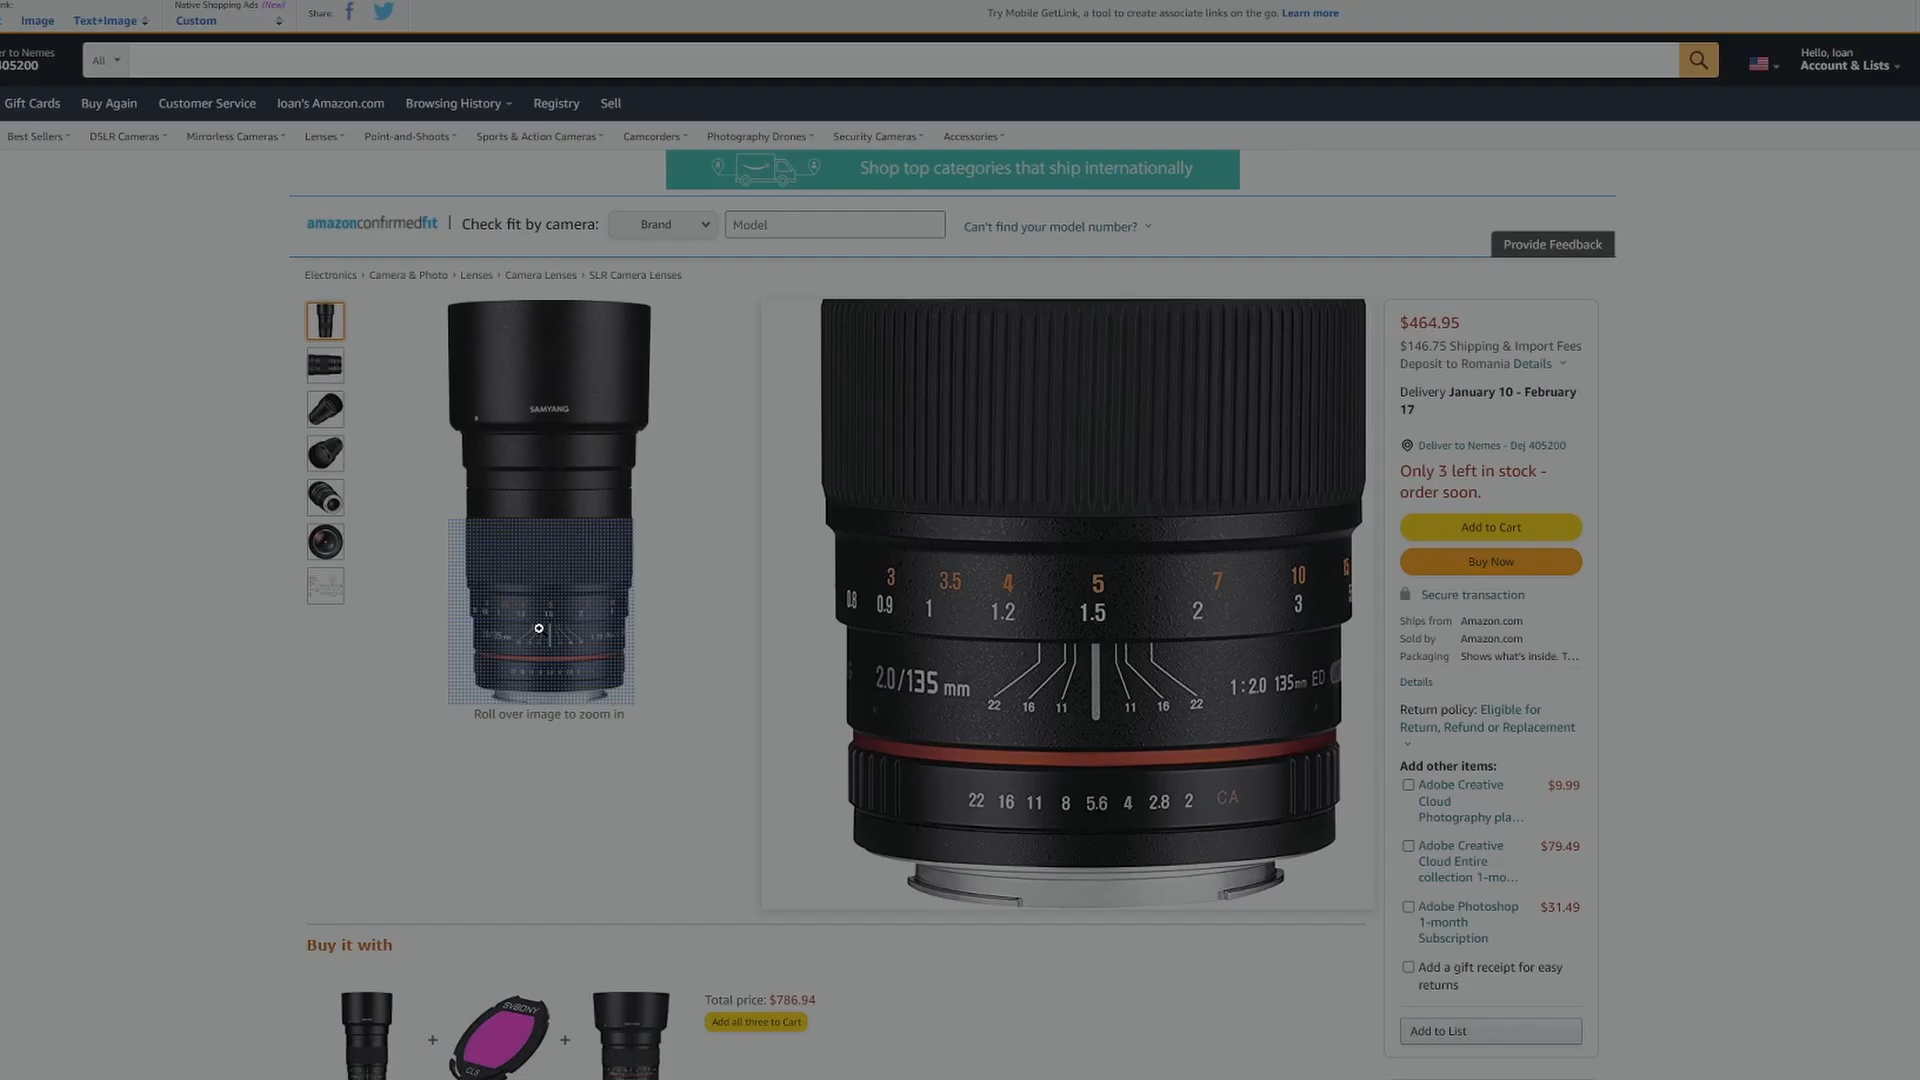 nk:
Native Shopping Ads (New)
Share:
Image
Text+Image
Custom
Try Mobile GetLink, a tool to create associate links on the go. Learn more
er to Nemes
405200
All
Hello, Ioan
Account & Lists
Gift Cards
Buy Again
Customer Service
Ioan's Amazon.com
Browsing History
Registry
Sell
Best Sellers
DSLR Cameras
Mirrorless Cameras
Lenses
Point-and-Shoots
Sports & Action Cameras
Camcorders
Photography Drones
Security Cameras
Accessories
Shop top categories that ship internationally
amazonconfirmedfit | Check fit by camera:
Brand
Model
Can't find your model number?
Provide Feedback
Electronics › Camera & Photo › Lenses › Camera Lenses › SLR Camera Lenses
SAMYANG
Roll over image to zoom in
3 3.5 4 5 7 10 15
0.8 0.9 1 1.2 1.5 2 3
2.0/135 mm
22 16 11 11 16 22
1:2.0 135mm ED
22 16 11 8 5.6 4 2.8 2 CA
$464.95
$146.75 Shipping & Import Fees
Deposit to Romania Details
Delivery January 10 - February
17
Deliver to Nemes - Dej 405200
Only 3 left in stock -
order soon.
Add to Cart
Buy Now
Secure transaction
Ships from Amazon.com
Sold by Amazon.com
Packaging Shows what's inside. T...
Details
Return policy: Eligible for
Return, Refund or Replacement
Add other items:
Adobe Creative $9.99
Cloud
Photography pla...
Adobe Creative $79.49
Cloud Entire
collection 1-mo...
Adobe Photoshop $31.49
1-month
Subscription
Add a gift receipt for easy
returns
Add to List
Buy it with
SVBONY
CLS
+
+
Total price: $786.94
Add all three to Cart